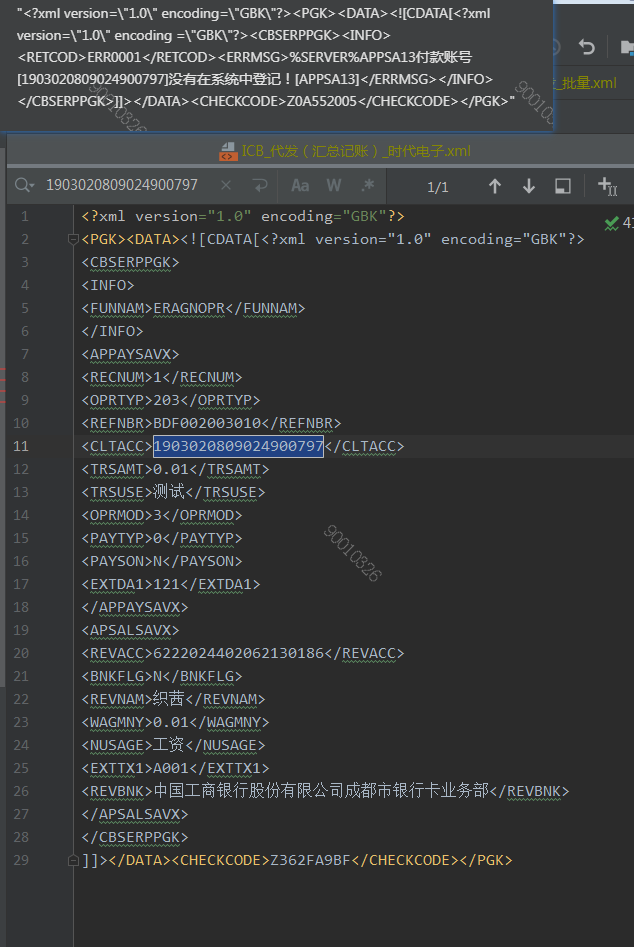 "<?xml version=\"1.0\" encoding=\"GBK\"?><PGK><DATA><![CDATA[<?xml
version=\"1.0\" encoding =\"GBK\"?><CBSERPPGK><INFO>
<RETCOD>ERR0001</RETCOD><ERRMSG>%SERVER%APPSA13付款账号
[1903020809024900797]没有在系统中登记！[APPSA13]</ERRMSG></INFO>
</CBSERPPGK>]]></DATA><CHECKCODE>Z0A552005</CHECKCODE></PGK>"
_批量.xml
ICB_代发（汇总记账）_时代电子.xml
1903020809024900797 × Aa W .* 1/1
1 <?xml version="1.0" encoding="GBK"?>
2 <PGK><DATA><![CDATA[<?xml version="1.0" encoding="GBK"?>
3 <CBSERPPGK>
4 <INFO>
5 <FUNNAM>ERAGNOPR</FUNNAM>
6 </INFO>
7 <APPAYSAVX>
8 <RECNUM>1</RECNUM>
9 <OPRTYP>203</OPRTYP>
10 <REFNBR>BDF002003010</REFNBR>
11 <CLTACC>1903020809024900797</CLTACC>
12 <TRSAMT>0.01</TRSAMT>
13 <TRSUSE>测试</TRSUSE>
14 <OPRMOD>3</OPRMOD>
15 <PAYTYP>0</PAYTYP>
16 <PAYSON>N</PAYSON>
17 <EXTDA1>121</EXTDA1>
18 </APPAYSAVX>
19 <APSALSAVX>
20 <REVACC>6222024402062130186</REVACC>
21 <BNKFLG>N</BNKFLG>
22 <REVNAM>织茜</REVNAM>
23 <WAGMNY>0.01</WAGMNY>
24 <NUSAGE>工资</NUSAGE>
25 <EXTTX1>A001</EXTTX1>
26 <REVBNK>中国工商银行股份有限公司成都市银行卡业务部</REVBNK>
27 </APSALSAVX>
28 </CBSERPPGK>
29 ]]></DATA><CHECKCODE>Z362FA9BF</CHECKCODE></PGK>
90010326
90010326